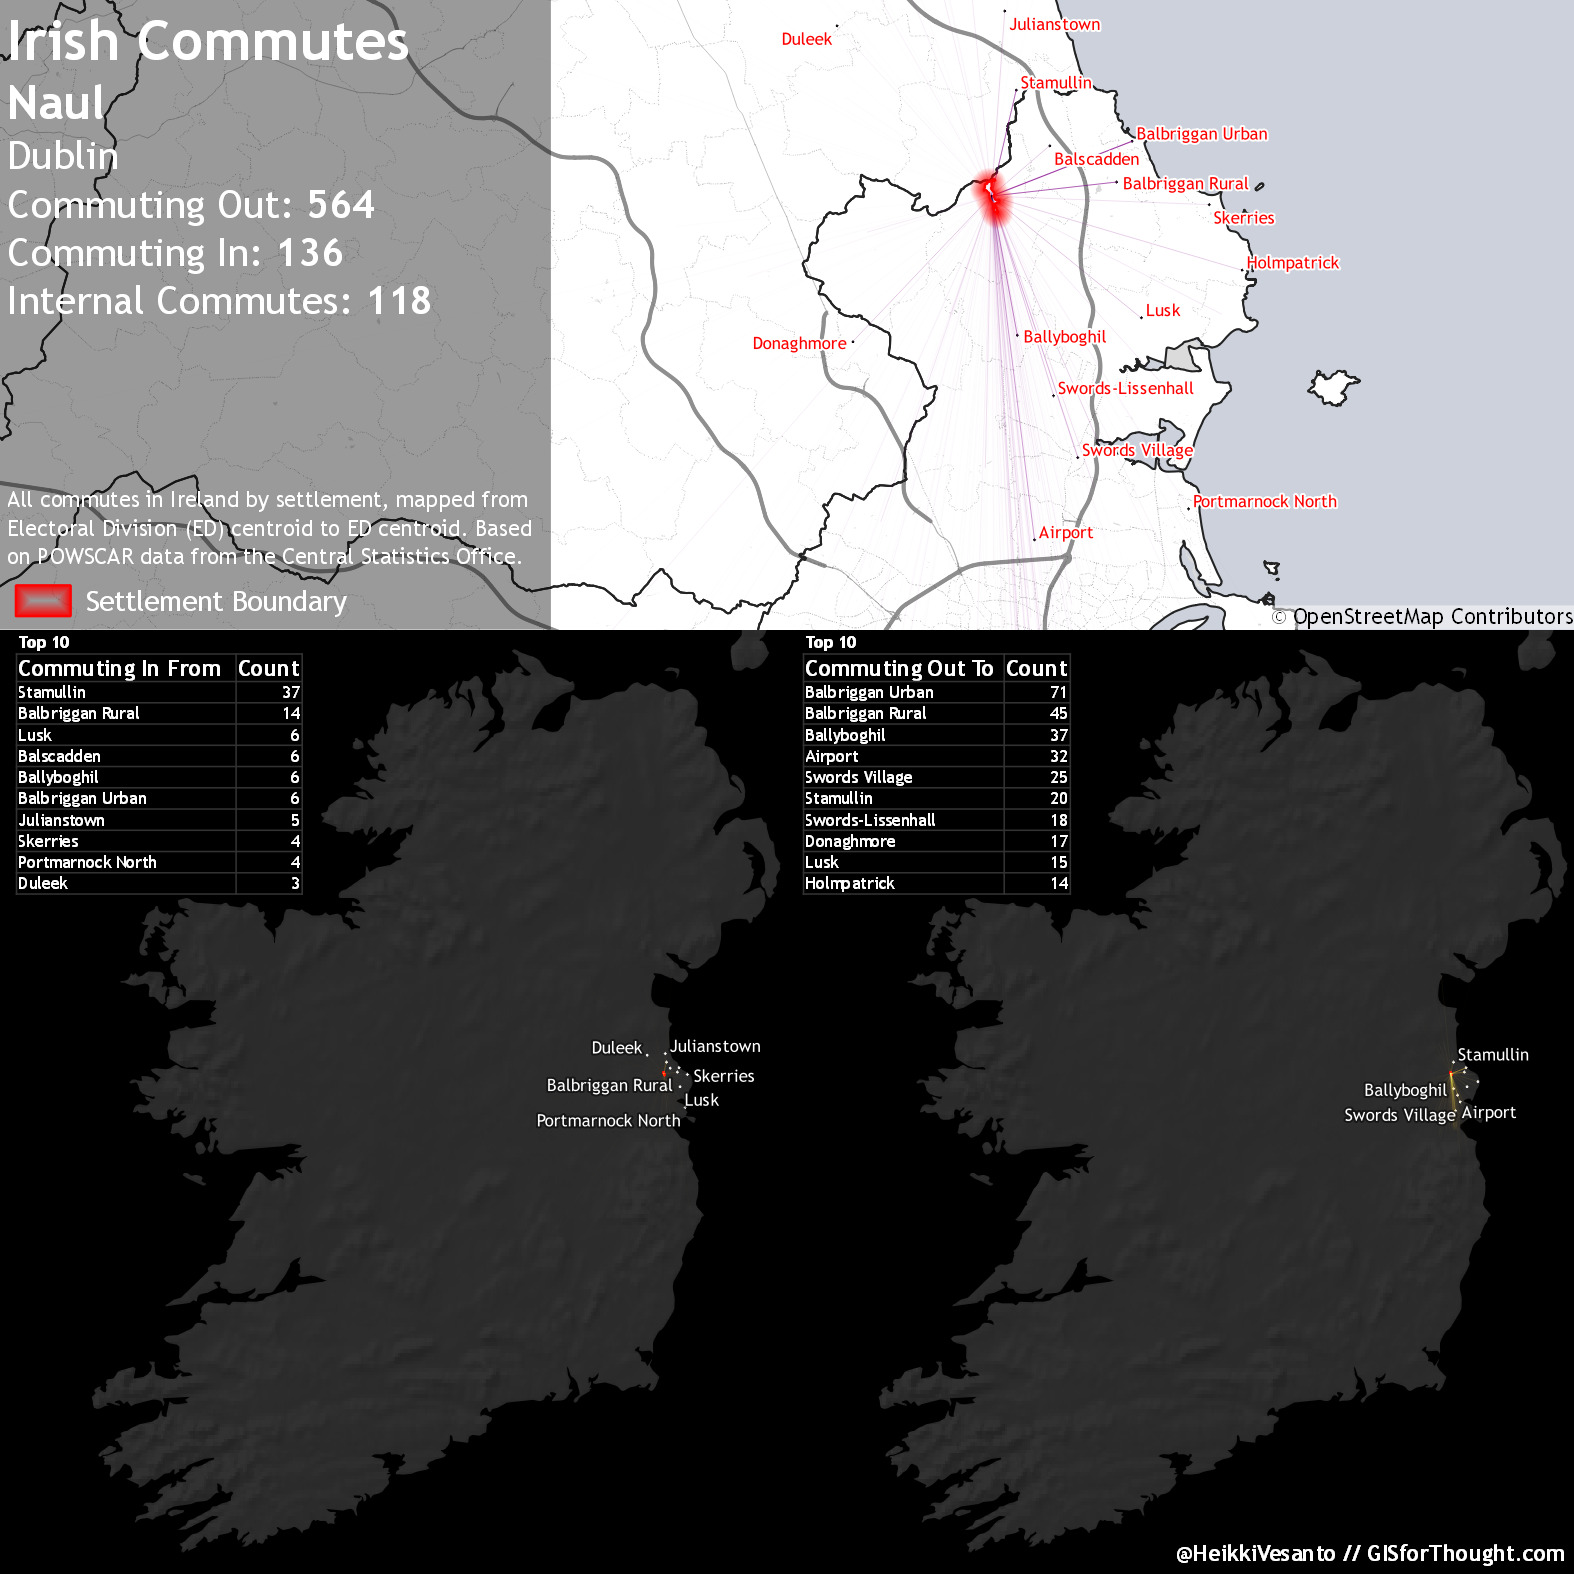 Irish Commutes
Naul
Dublin
Commuting Out: 564
Commuting In: 136
Internal Commutes: 118
All commutes in Ireland by settlement, mapped from
Electoral Division (ED) centroid to ED centroid. Based
on POWSCAR data from the Central Statistics Office.
Settlement Boundary
Julianstown
Duleek
Stamullin
Balbriggan Urban
Balscadden
Balbriggan Rural
Skerries
Holmpatrick
Lusk
Ballyboghil
Donaghmore
Swords-Lissenhall
Swords Village
Portmarnock North
Airport
© OpenStreetMap Contributors
Top 10
Commuting In From Count
Stamullin 37
Balbriggan Rural 14
Lusk 6
Balscadden 6
Ballyboghil 6
Balbriggan Urban 6
Julianstown 5
Skerries 4
Portmarnock North 4
Duleek 3
Duleek
Julianstown
Skerries
Balbriggan Rural
Lusk
Portmarnock North
Top 10
Commuting Out To Count
Balbriggan Urban 71
Balbriggan Rural 45
Ballyboghil 37
Airport 32
Swords Village 25
Stamullin 20
Swords-Lissenhall 18
Donaghmore 17
Lusk 15
Holmpatrick 14
Stamullin
Ballyboghil
Swords Village
Airport
@HeikkiVesanto // GISforThought.com